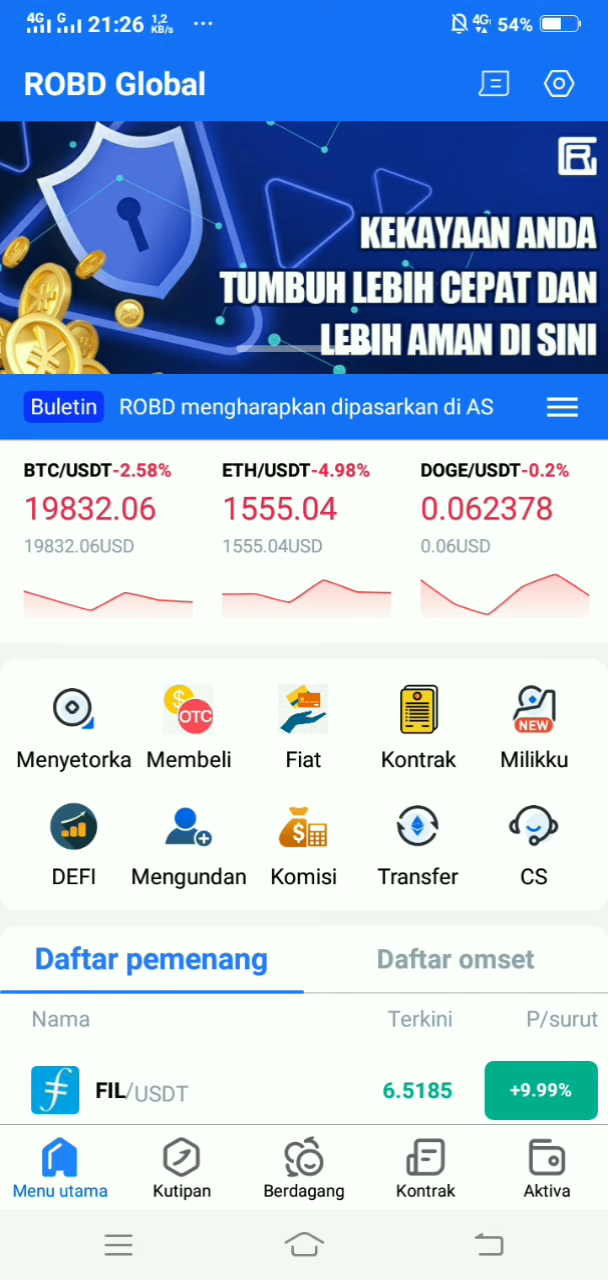 4G G 21:26 1,2 KB/s ... 4G 54%
ROBD Global
KEKAYAAN ANDA
TUMBUH LEBIH CEPAT DAN
LEBIH AMAN DI SINI
Buletin ROBD mengharapkan dipasarkan di AS
BTC/USDT-2.58% ETH/USDT-4.98% DOGE/USDT-0.2%
19832.06 1555.04 0.062378
19832.06USD 1555.04USD 0.06USD
$ OTC NEW
Menyetorka Membeli Fiat Kontrak Milikku
$
DEFI Mengundan Komisi Transfer CS
Daftar pemenang Daftar omset
Nama Terkini P/surut
FIL/USDT 6.5185 +9.99%
Menu utama Kutipan Berdagang Kontrak Aktiva